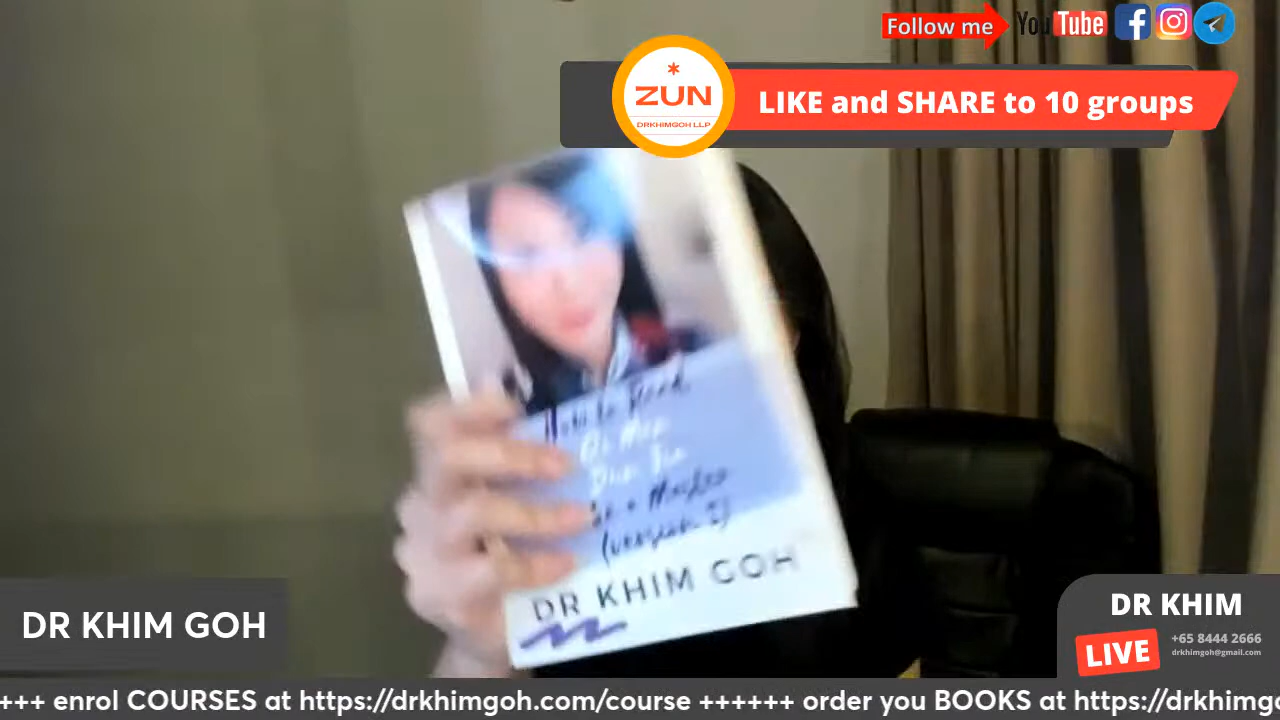 Follow me
YouTube
* 
ZUN
DRKHIMGOH LLP
LIKE and SHARE to 10 groups
DR KHIM GOH
DR KHIM GOH
DR KHIM
LIVE
+65 8444 2666
drkhimgoh@gmail.com
+++ enrol COURSES at https://drkhimgoh.com/course ++++++ order you BOOKS at https://drkhimgo